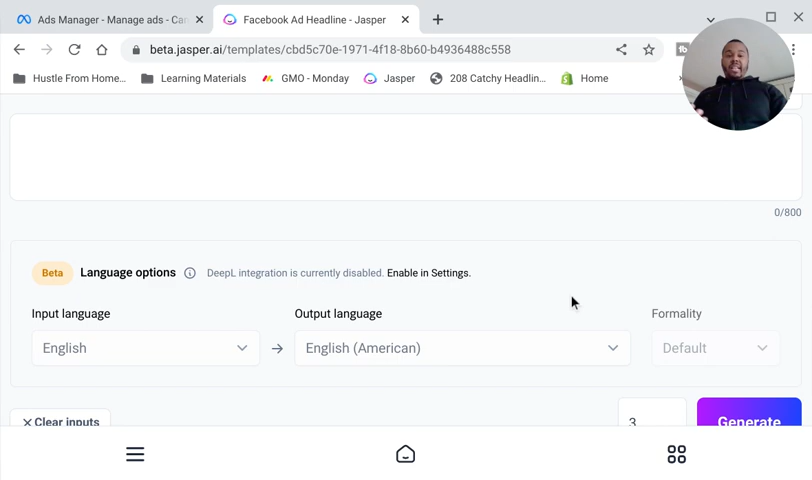 Ads Manager - Manage ads - Ca
Facebook Ad Headline - Jasper
beta.jasper.ai/templates/cbd5c70e-1971-4f18-8b60-b4936488c558
Hustle From Home...
Learning Materials
GMO - Monday
Jasper
208 Catchy Headlin...
Home
0/800
Beta
Language options
DeepL integration is currently disabled. Enable in Settings.
Input language
Output language
Formality
English
English (American)
Default
Clear inputs
3
Generate